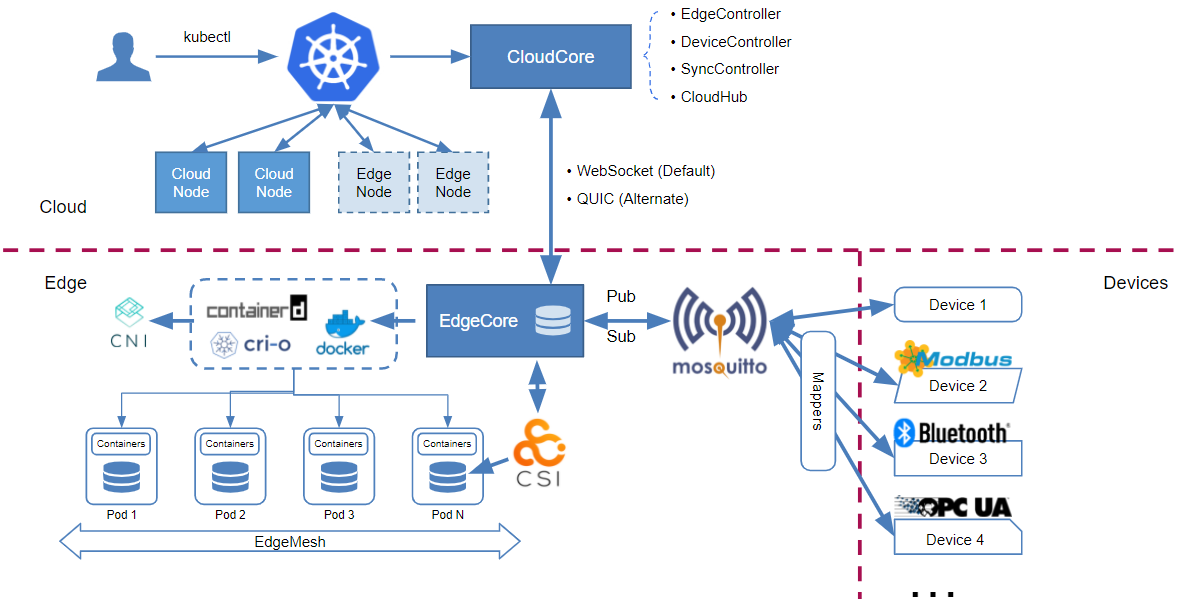 kubectl
CloudCore
• EdgeController
• DeviceController
• SyncController
• CloudHub
Cloud
Node
Cloud
Node
Edge
Node
Edge
Node
• WebSocket (Default)
• QUIC (Alternate)
Cloud
Edge
Devices
CNI
containerd
cri-o
docker
EdgeCore
Pub
Sub
mosquitto
Mappers
Device 1
Modbus
Device 2
Bluetooth®
Device 3
OPC UA
Device 4
Containers
Containers
Containers
Containers
CSI
Pod 1
Pod 2
Pod 3
Pod N
EdgeMesh